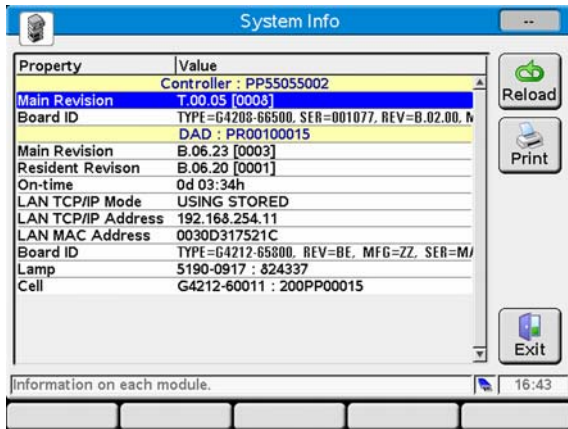 System Info
--
Property Value
Controller : PP55055002
Main Revision T.00.05 [0008]
Board ID TYPE=G4208-66500, SER=001077, REV=B.02.00, M
DAD : PR00100015
Main Revision B.06.23 [0003]
Resident Revison B.06.20 [0001]
On-time 0d 03:34h
LAN TCP/IP Mode USING STORED
LAN TCP/IP Address 192.168.254.11
LAN MAC Address 0030D317521C
Board ID TYPE=G4212-65800, REV=BE, MFG=ZZ, SER=MA
Lamp 5190-0917 : 824337
Cell G4212-60011 : 200PP00015
Reload
Print
Exit
Information on each module.
16:43